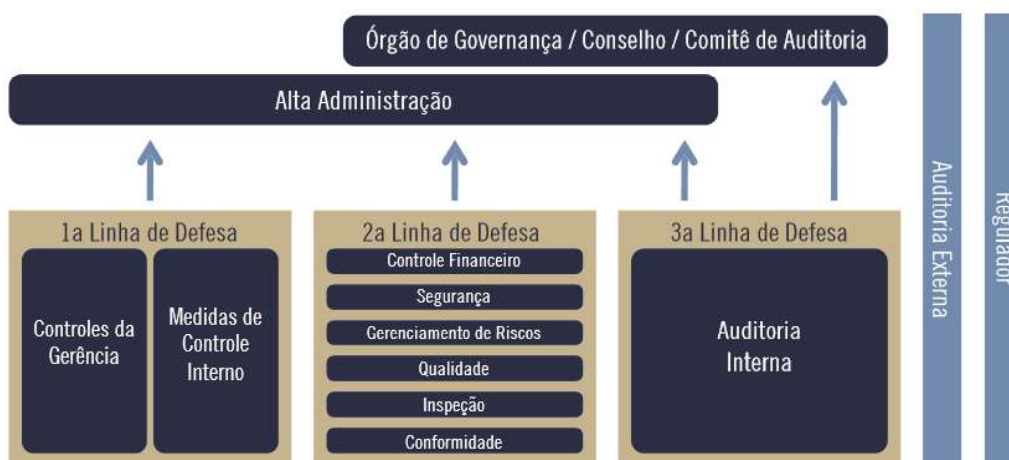 Órgão de Governança / Conselho / Comitê de Auditoria
Alta Administração
1a Linha de Defesa
Controles da
Gerência
Medidas de
Controle
Interno
2a Linha de Defesa
Controle Financeiro
Segurança
Gerenciamento de Riscos
Qualidade
Inspeção
Conformidade
3a Linha de Defesa
Auditoria
Interna
Auditoria Externa
Regulador